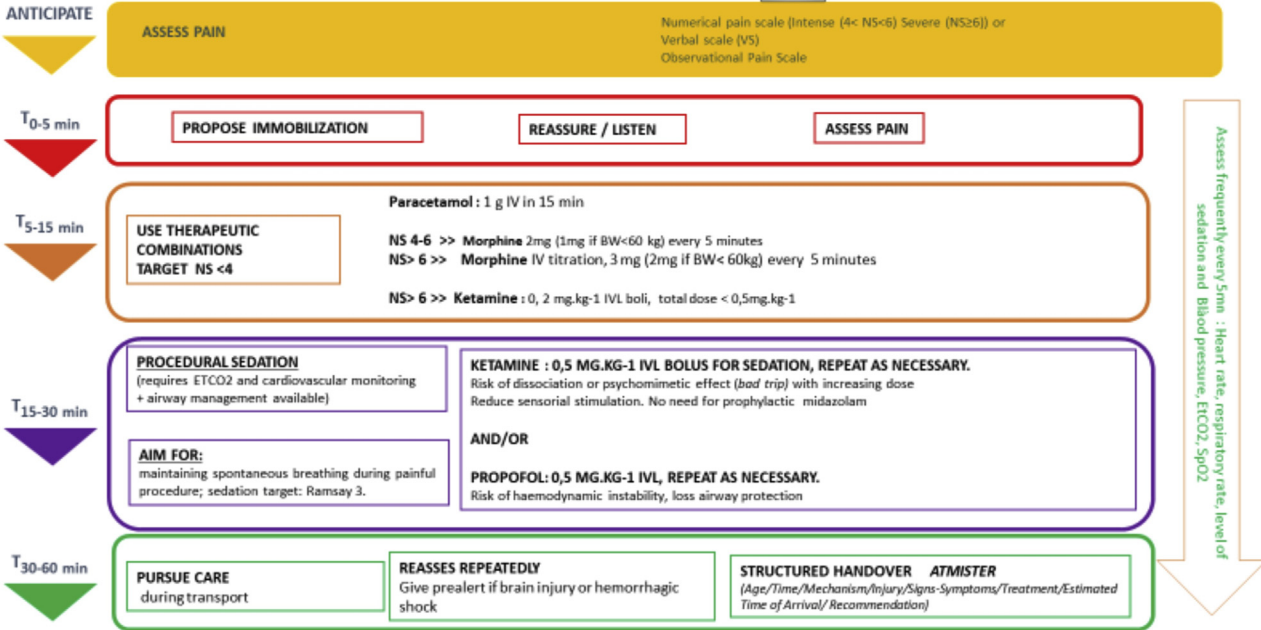 ANTICIPATE
ASSESS PAIN
Numerical pain scale (Intense (4< NS<6) Severe (NS≥6)) or
Verbal scale (VS)
Observational Pain Scale
T0-5 min
PROPOSE IMMOBILIZATION
REASSURE / LISTEN
ASSESS PAIN
T5-15 min
USE THERAPEUTIC
COMBINATIONS
TARGET NS <4
Paracetamol : 1 g IV in 15 min
NS 4-6 >> Morphine 2mg (1mg if BW<60 kg) every 5 minutes
NS> 6 >> Morphine IV titration, 3 mg (2mg if BW< 60kg) every 5 minutes
NS> 6 >> Ketamine : 0, 2 mg.kg-1 IVL boli, total dose < 0,5mg.kg-1
T15-30 min
PROCEDURAL SEDATION
(requires ETCO2 and cardiovascular monitoring
+ airway management available)
AIM FOR:
maintaining spontaneous breathing during painful
procedure; sedation target: Ramsay 3.
KETAMINE : 0,5 MG.KG-1 IVL BOLUS FOR SEDATION, REPEAT AS NECESSARY.
Risk of dissociation or psychomimetic effect (bad trip) with increasing dose
Reduce sensorial stimulation. No need for prophylactic midazolam
AND/OR
PROPOFOL: 0,5 MG.KG-1 IVL, REPEAT AS NECESSARY.
Risk of haemodynamic instability, loss airway protection
T30-60 min
PURSUE CARE
during transport
REASSES REPEATEDLY
Give prealert if brain injury or hemorrhagic
shock
STRUCTURED HANDOVER ATMISTER
(Age/Time/Mechanism/Injury/Signs-Symptoms/Treatment/Estimated
Time of Arrival/ Recommendation)
Assess frequently every 5mn : Heart rate, respiratory rate, level of
sedation and Blàod pressure, EtCO2, SpO2